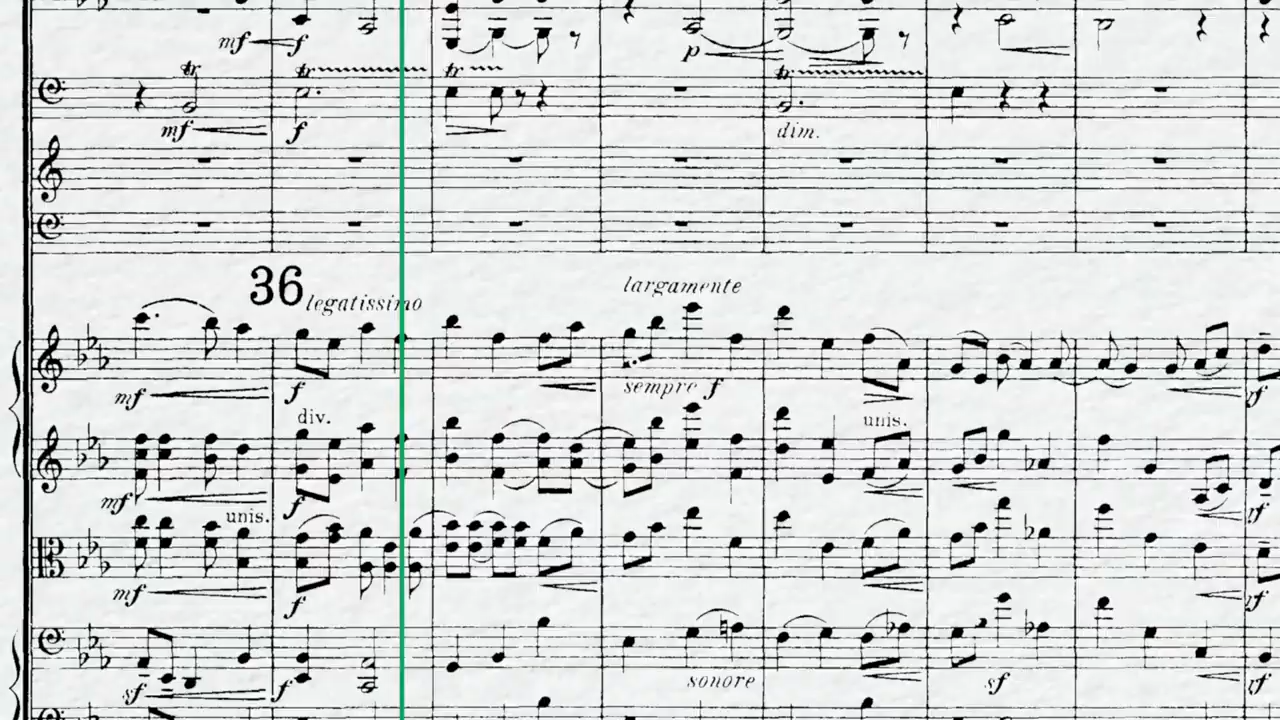 mf f p
tr tr tr tr
mf f dim.
36 legatissimo largamente
mf f sempre f
div. unis.
mf f
unis.
mf f
sf f sonore sf